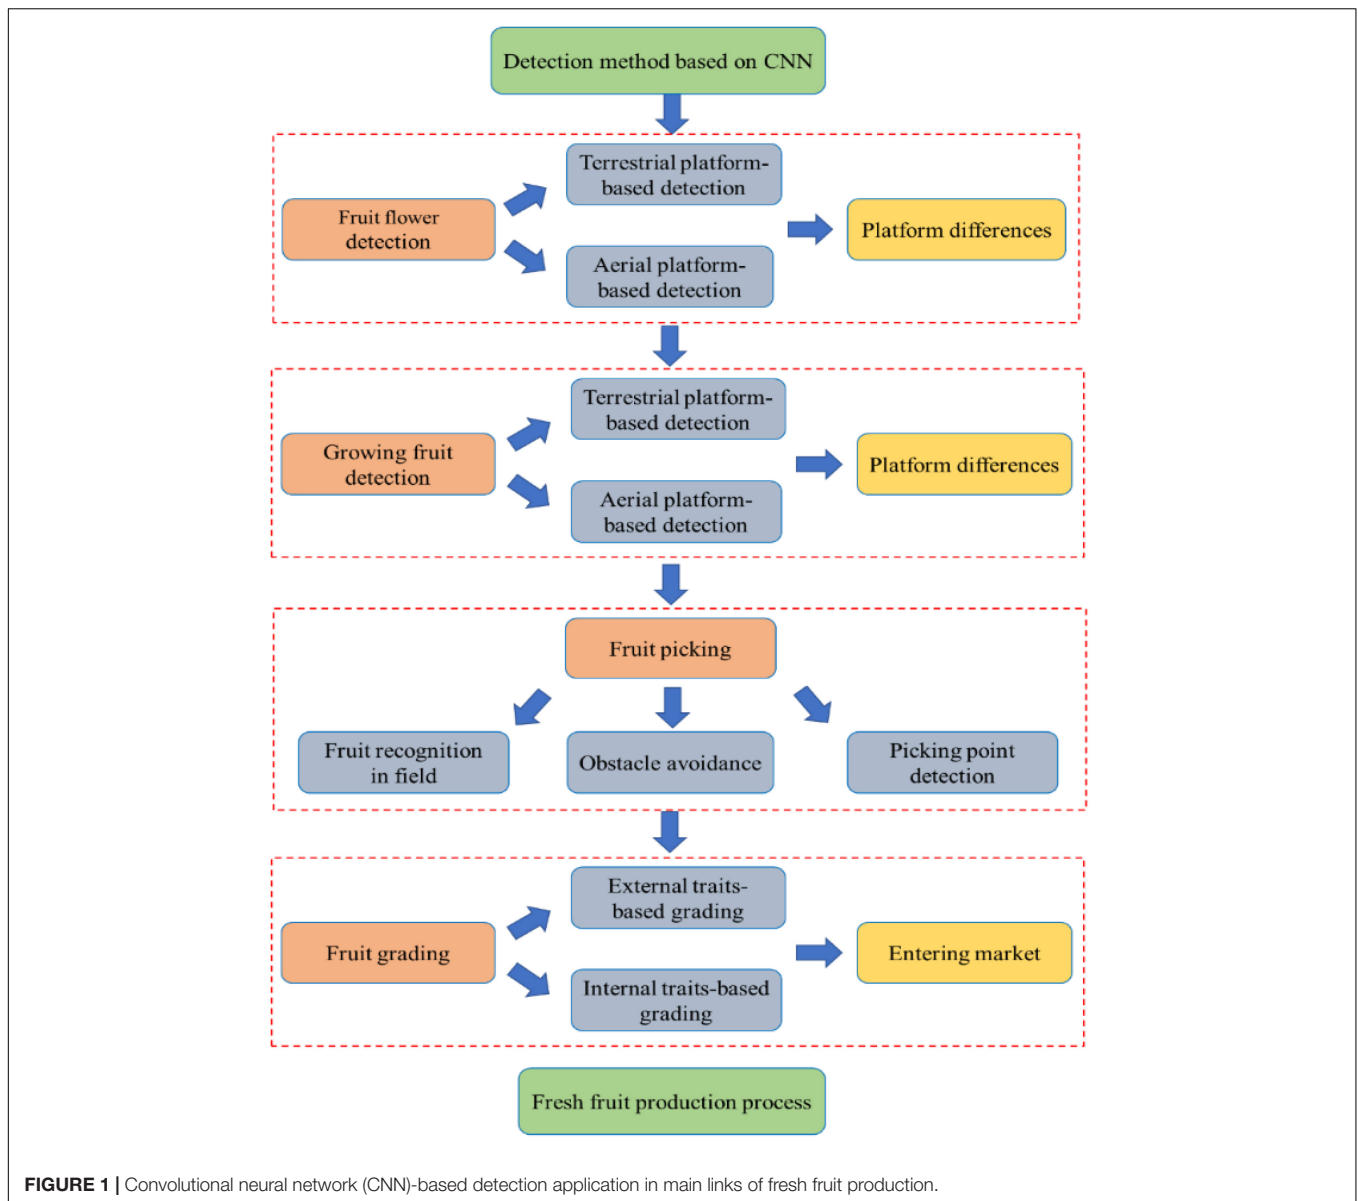 Detection method based on CNN
Terrestrial platform-
based detection
Fruit flower
detection
Platform differences
Aerial platform-
based detection
Terrestrial platform-
based detection
Growing fruit
detection
Platform differences
Aerial platform-
based detection
Fruit picking
Fruit recognition
in field
Obstacle avoidance
Picking point
detection
External traits-
based grading
Fruit grading
Entering market
Internal traits-based
grading
Fresh fruit production process
FIGURE 1 | Convolutional neural network (CNN)-based detection application in main links of fresh fruit production.